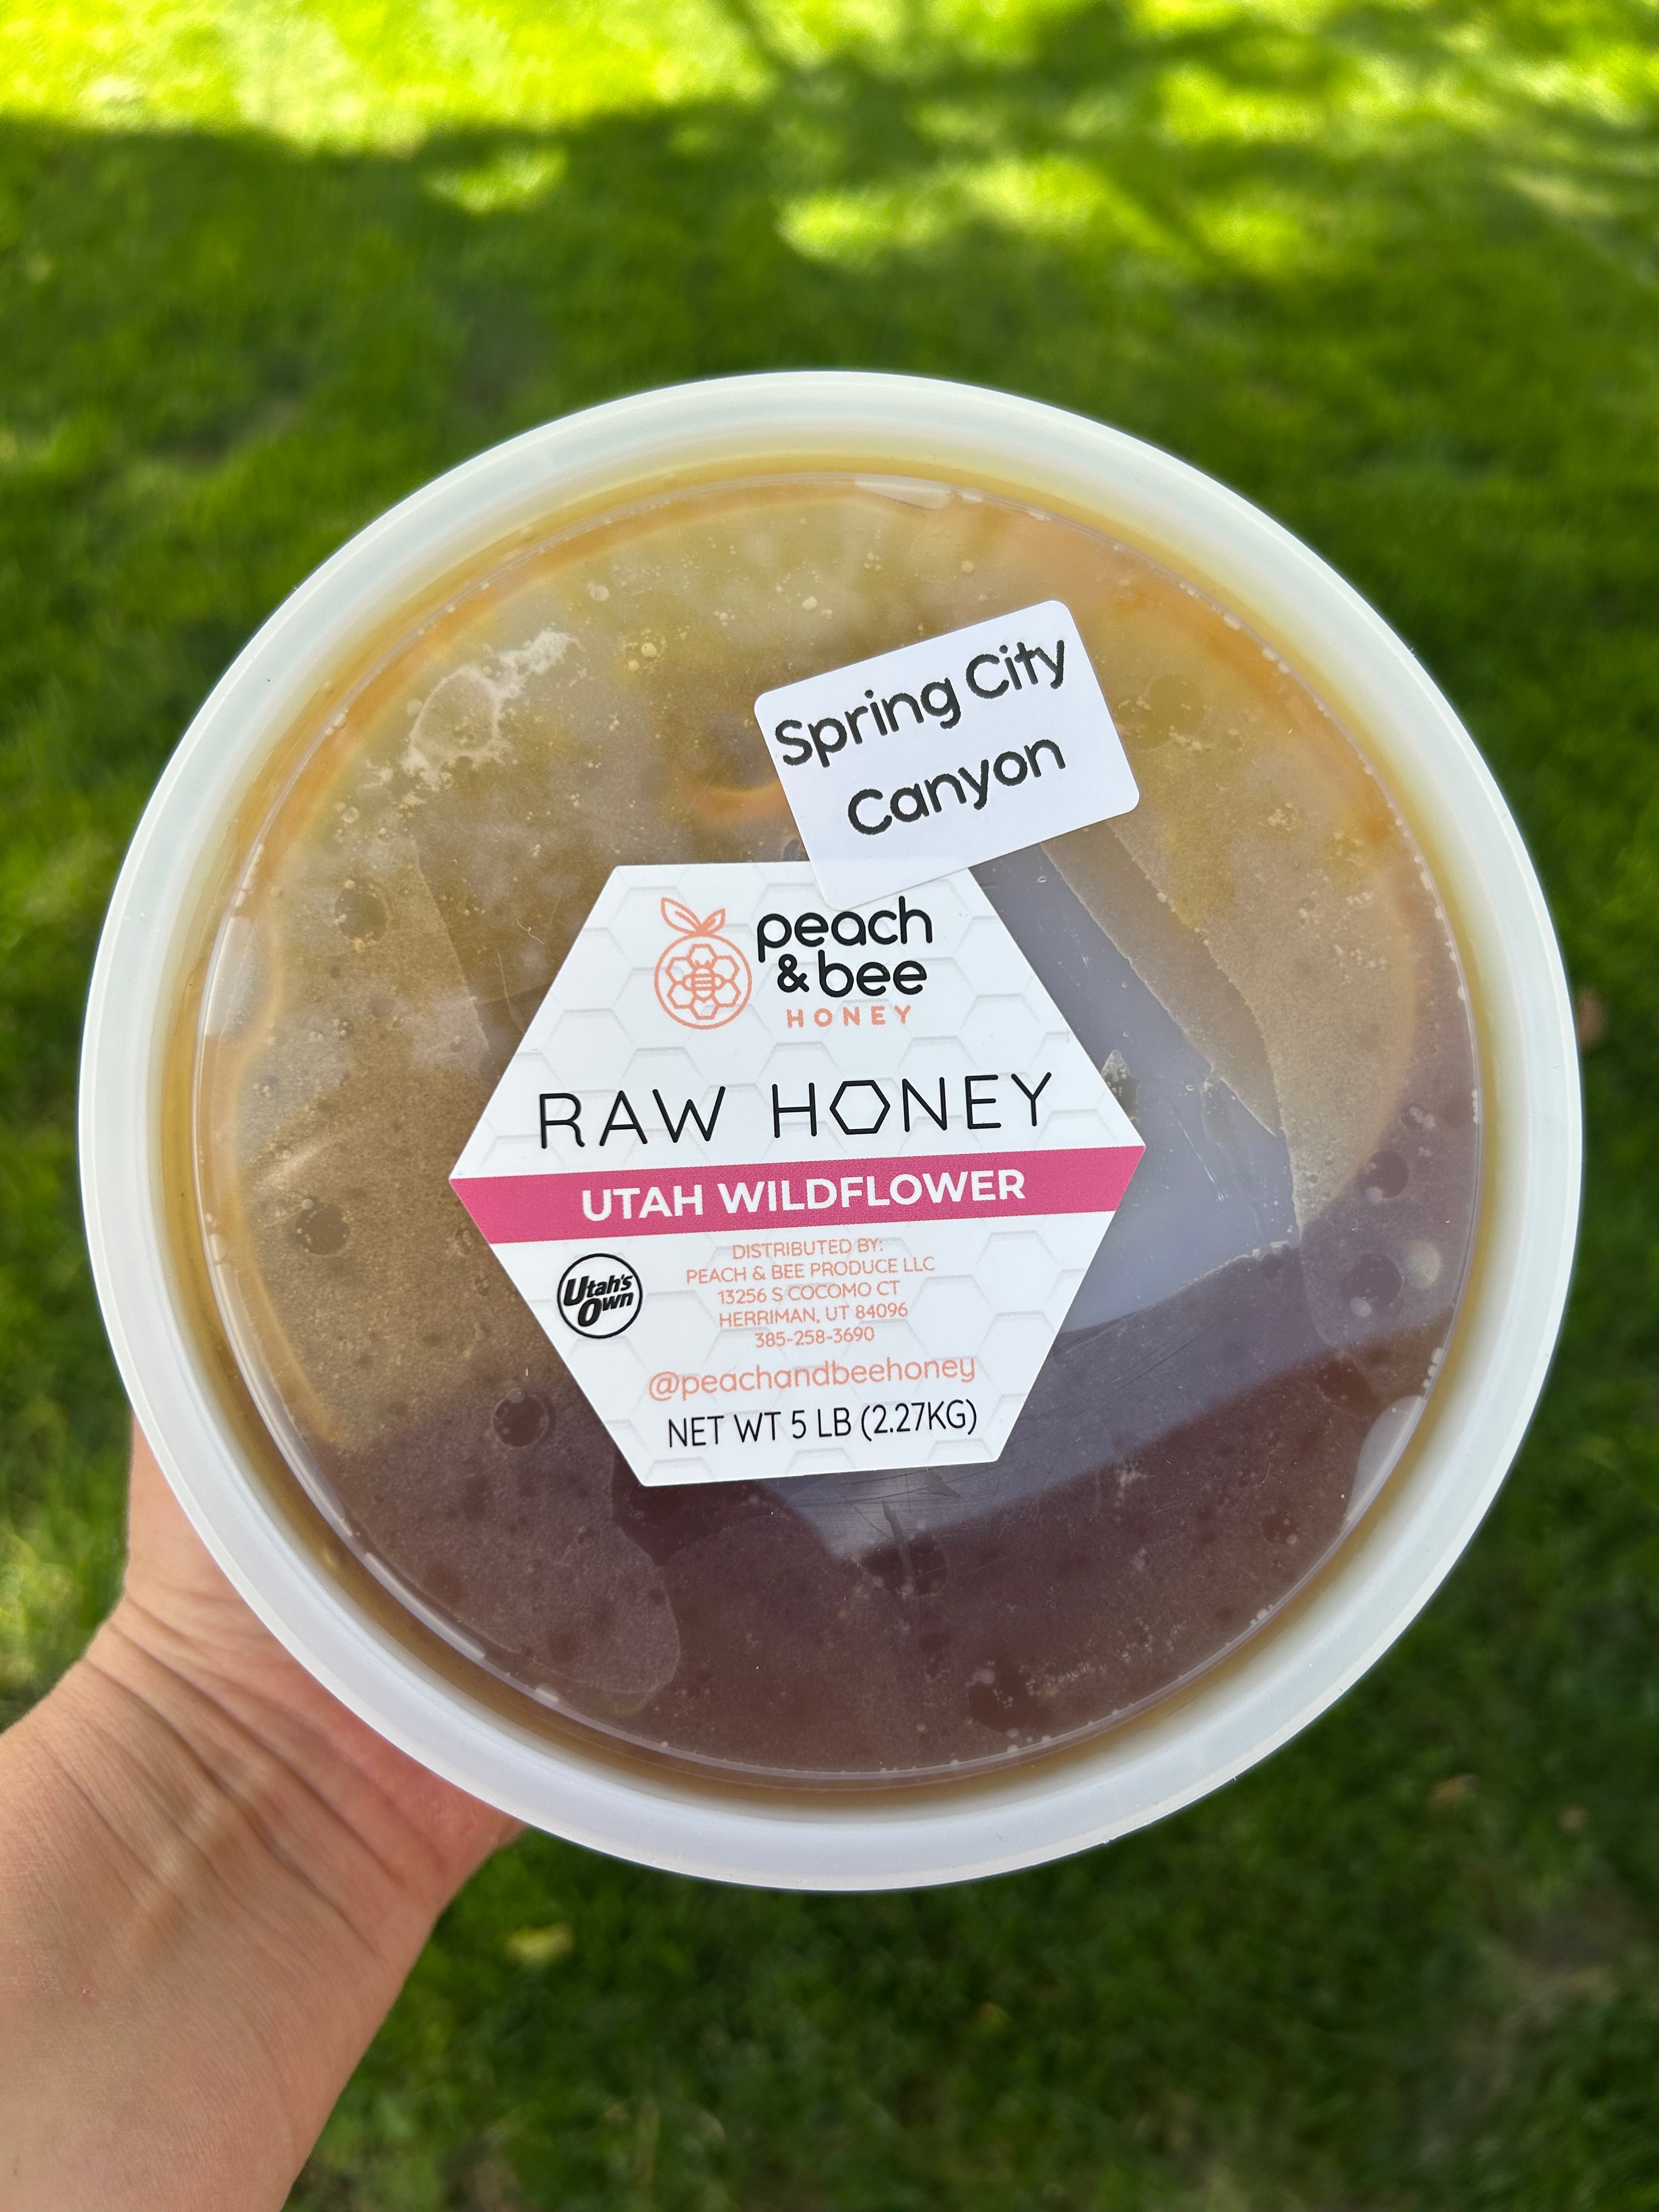 Spring City
Canyon
peach
& bee
HONEY
RAW HONEY
UTAH WILDFLOWER
Utah's
Own
DISTRIBUTED BY:
PEACH & BEE PRODUCE LLC
13256 S COCOMO CT
HERRIMAN, UT 84096
385-258-3690
@peachandbeehoney
NET WT 5 LB (2.27KG)